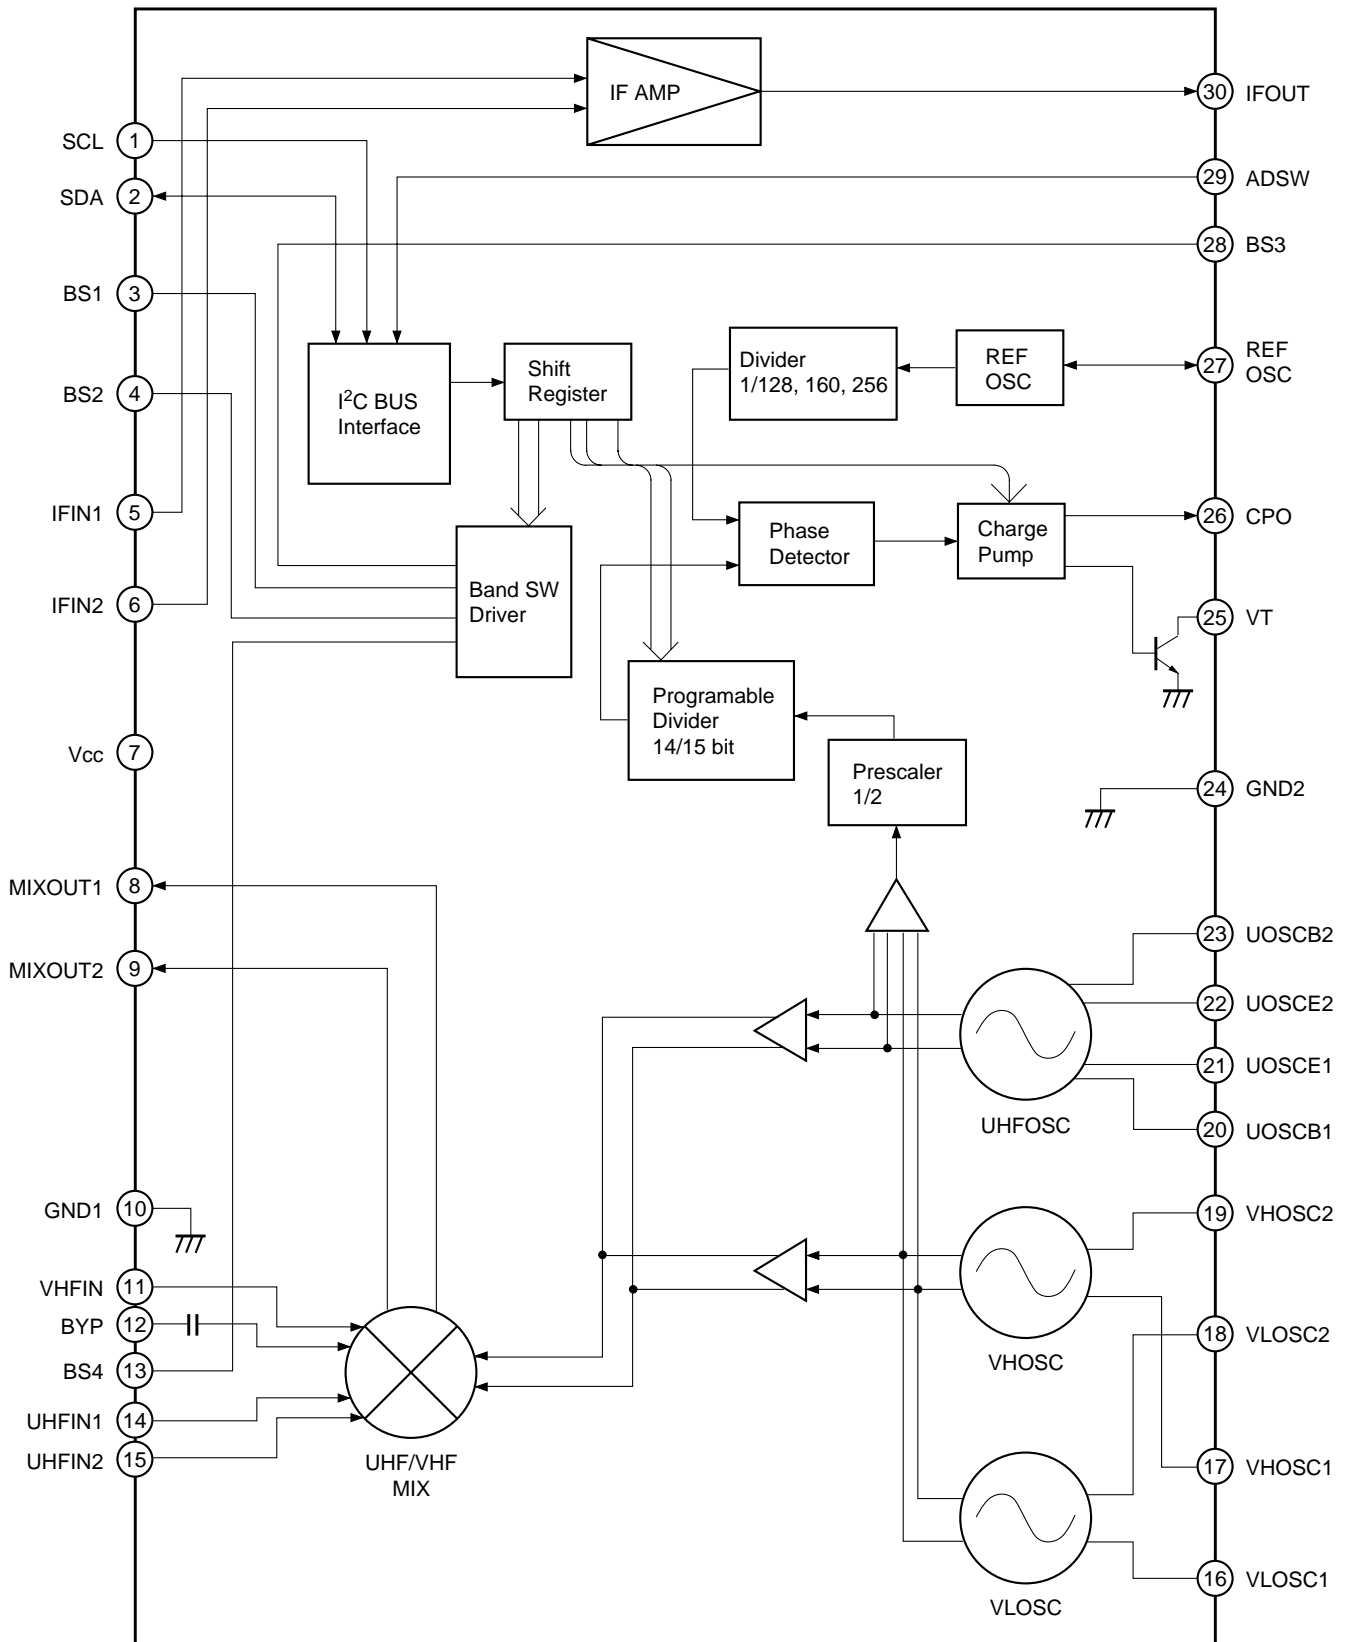 IF AMP
30 IFOUT
SCL 1
29 ADSW
SDA 2
28 BS3
BS1 3
REF
OSC
27
Divider
1/128, 160, 256
REF
OSC
Shift
Register
I2C BUS
Interface
BS2 4
IFIN1 5
26 CPO
Phase
Detector
Charge
Pump
Band SW
Driver
IFIN2 6
25 VT
Programable
Divider
14/15 bit
Vcc 7
Prescaler
1/2
24 GND2
MIXOUT1 8
23 UOSCB2
MIXOUT2 9
22 UOSCE2
21 UOSCE1
UHFOSC
20 UOSCB1
GND1 10
19 VHOSC2
VHFIN 11
BYP 12
18 VLOSC2
BS4 13
VHOSC
UHFIN1 14
UHFIN2 15
17 VHOSC1
UHF/VHF
MIX
16 VLOSC1
VLOSC